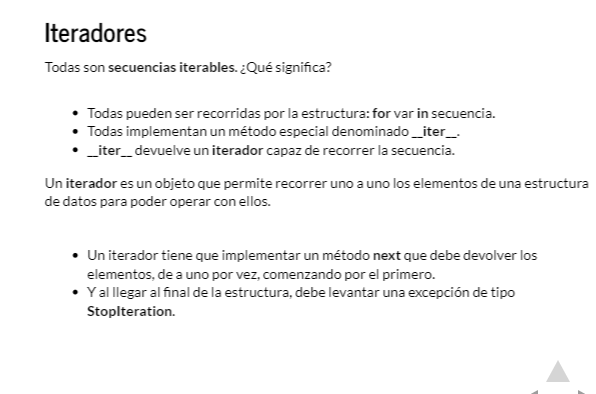 Iteradores
Todas son secuencias iterables. ¿Qué significa?
• Todas pueden ser recorridas por la estructura: for var in secuencia.
• Todas implementan un método especial denominado __iter__.
• __iter__ devuelve un iterador capaz de recorrer la secuencia.
Un iterador es un objeto que permite recorrer uno a uno los elementos de una estructura
de datos para poder operar con ellos.
• Un iterador tiene que implementar un método next que debe devolver los
elementos, de a uno por vez, comenzando por el primero.
• Y al llegar al final de la estructura, debe levantar una excepción de tipo
StopIteration.